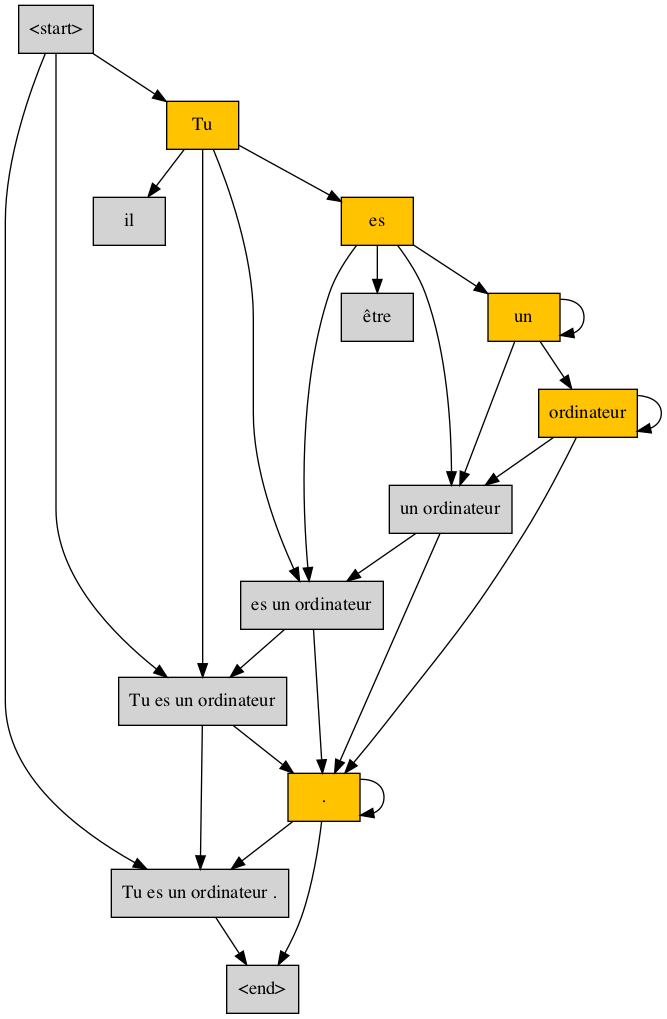 <start>
Tu
il
es
être
un
ordinateur
un ordinateur
es un ordinateur
Tu es un ordinateur
.
Tu es un ordinateur .
<end>